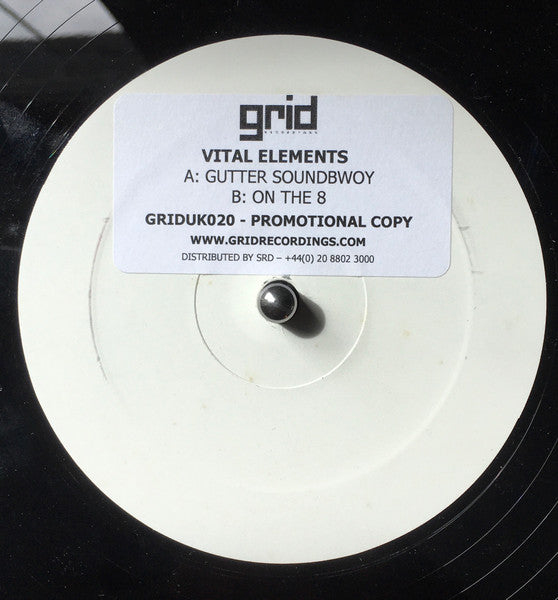 grid
RECORDINGS
VITAL ELEMENTS
A: GUTTER SOUNDBWOY
B: ON THE 8
GRIDUK020 - PROMOTIONAL COPY
WWW.GRIDRECORDINGS.COM
DISTRIBUTED BY SRD – +44(0) 20 8802 3000